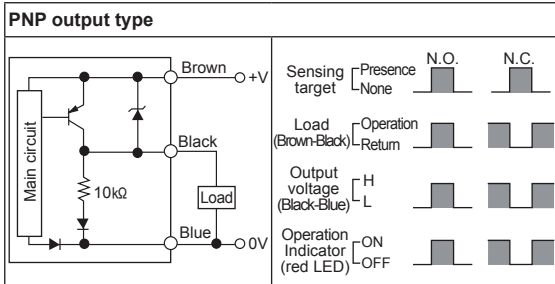 PNP output type
Brown
+V
Black
Main circuit
10kΩ
Load
Blue
0V
N.O.
N.C.
Sensing target
Presence
None
Load
(Brown-Black)
Operation
Return
Output voltage
(Black-Blue)
H
L
Operation Indicator
(red LED)
ON
OFF